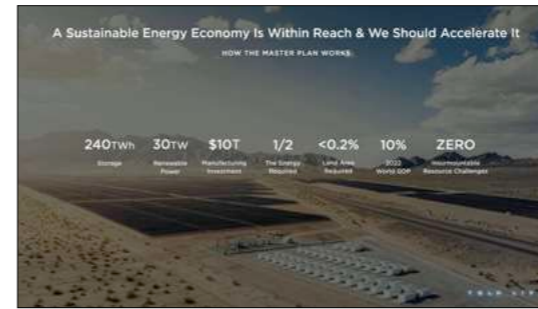 A Sustainable Energy Economy Is Within Reach & We Should Accelerate It
HOW THE MASTER PLAN WORKS
240TWh 30TW $10T 1/2 <0.2% 10% ZERO
Storage Renewable Manufacturing The Energy Land Area 2022 Insurmountable
Power Investment Required Required World GDP Resource Challenges